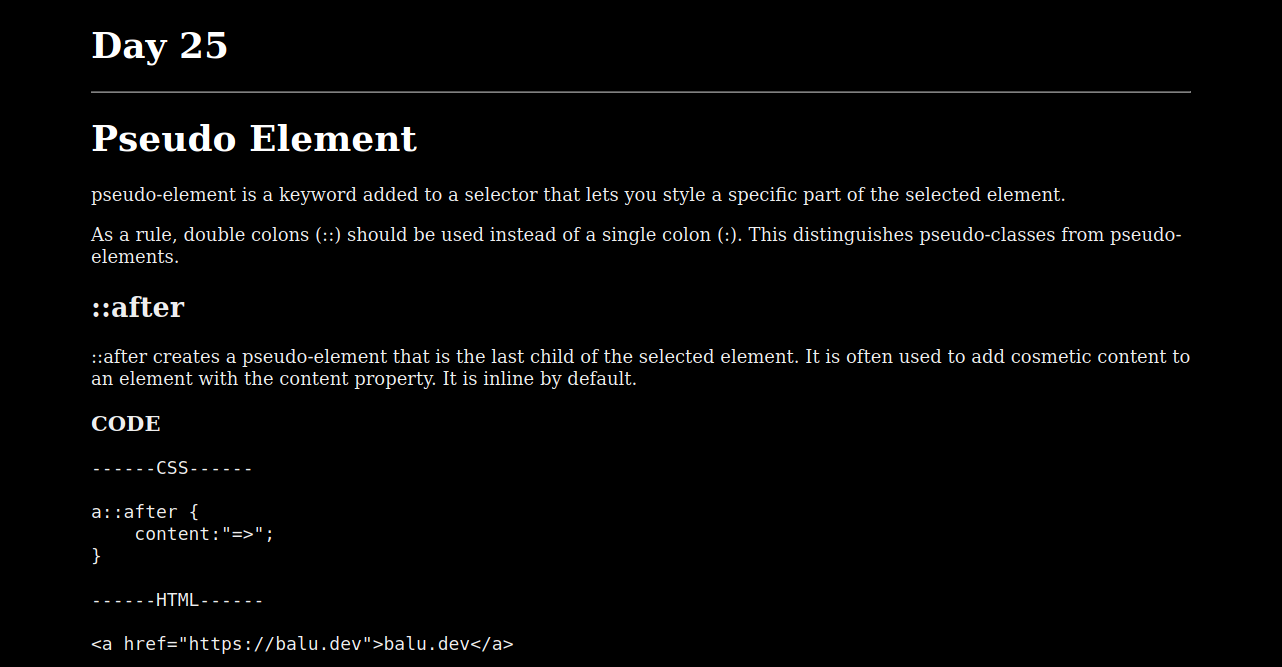 Day 25
Pseudo Element
pseudo-element is a keyword added to a selector that lets you style a specific part of the selected element.
As a rule, double colons (::) should be used instead of a single colon (:). This distinguishes pseudo-classes from pseudo-
elements.
::after
::after creates a pseudo-element that is the last child of the selected element. It is often used to add cosmetic content to
an element with the content property. It is inline by default.
CODE
------CSS------
a::after {
    content:"=>";
}
------HTML------
<a href="https://balu.dev">balu.dev</a>